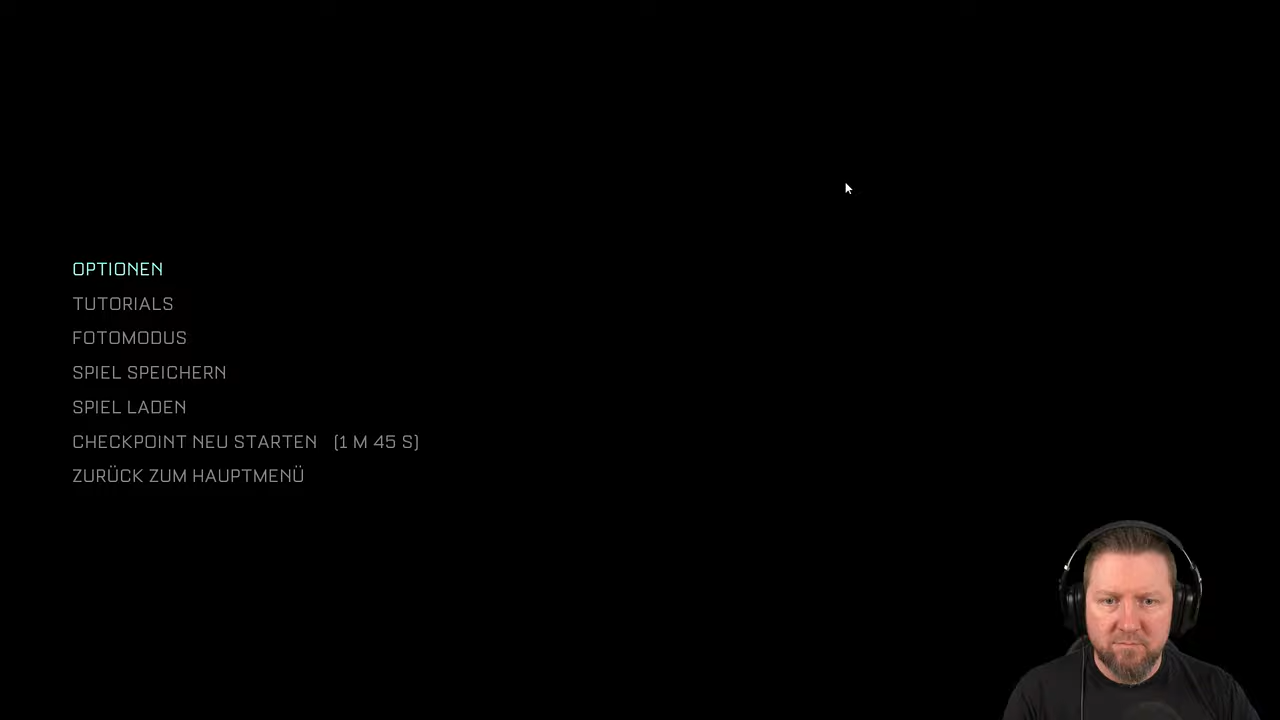 OPTIONEN
TUTORIALS
FOTOMODUS
SPIEL SPEICHERN
SPIEL LADEN
CHECKPOINT NEU STARTEN (1 M 45 S)
ZURÜCK ZUM HAUPTMENÜ